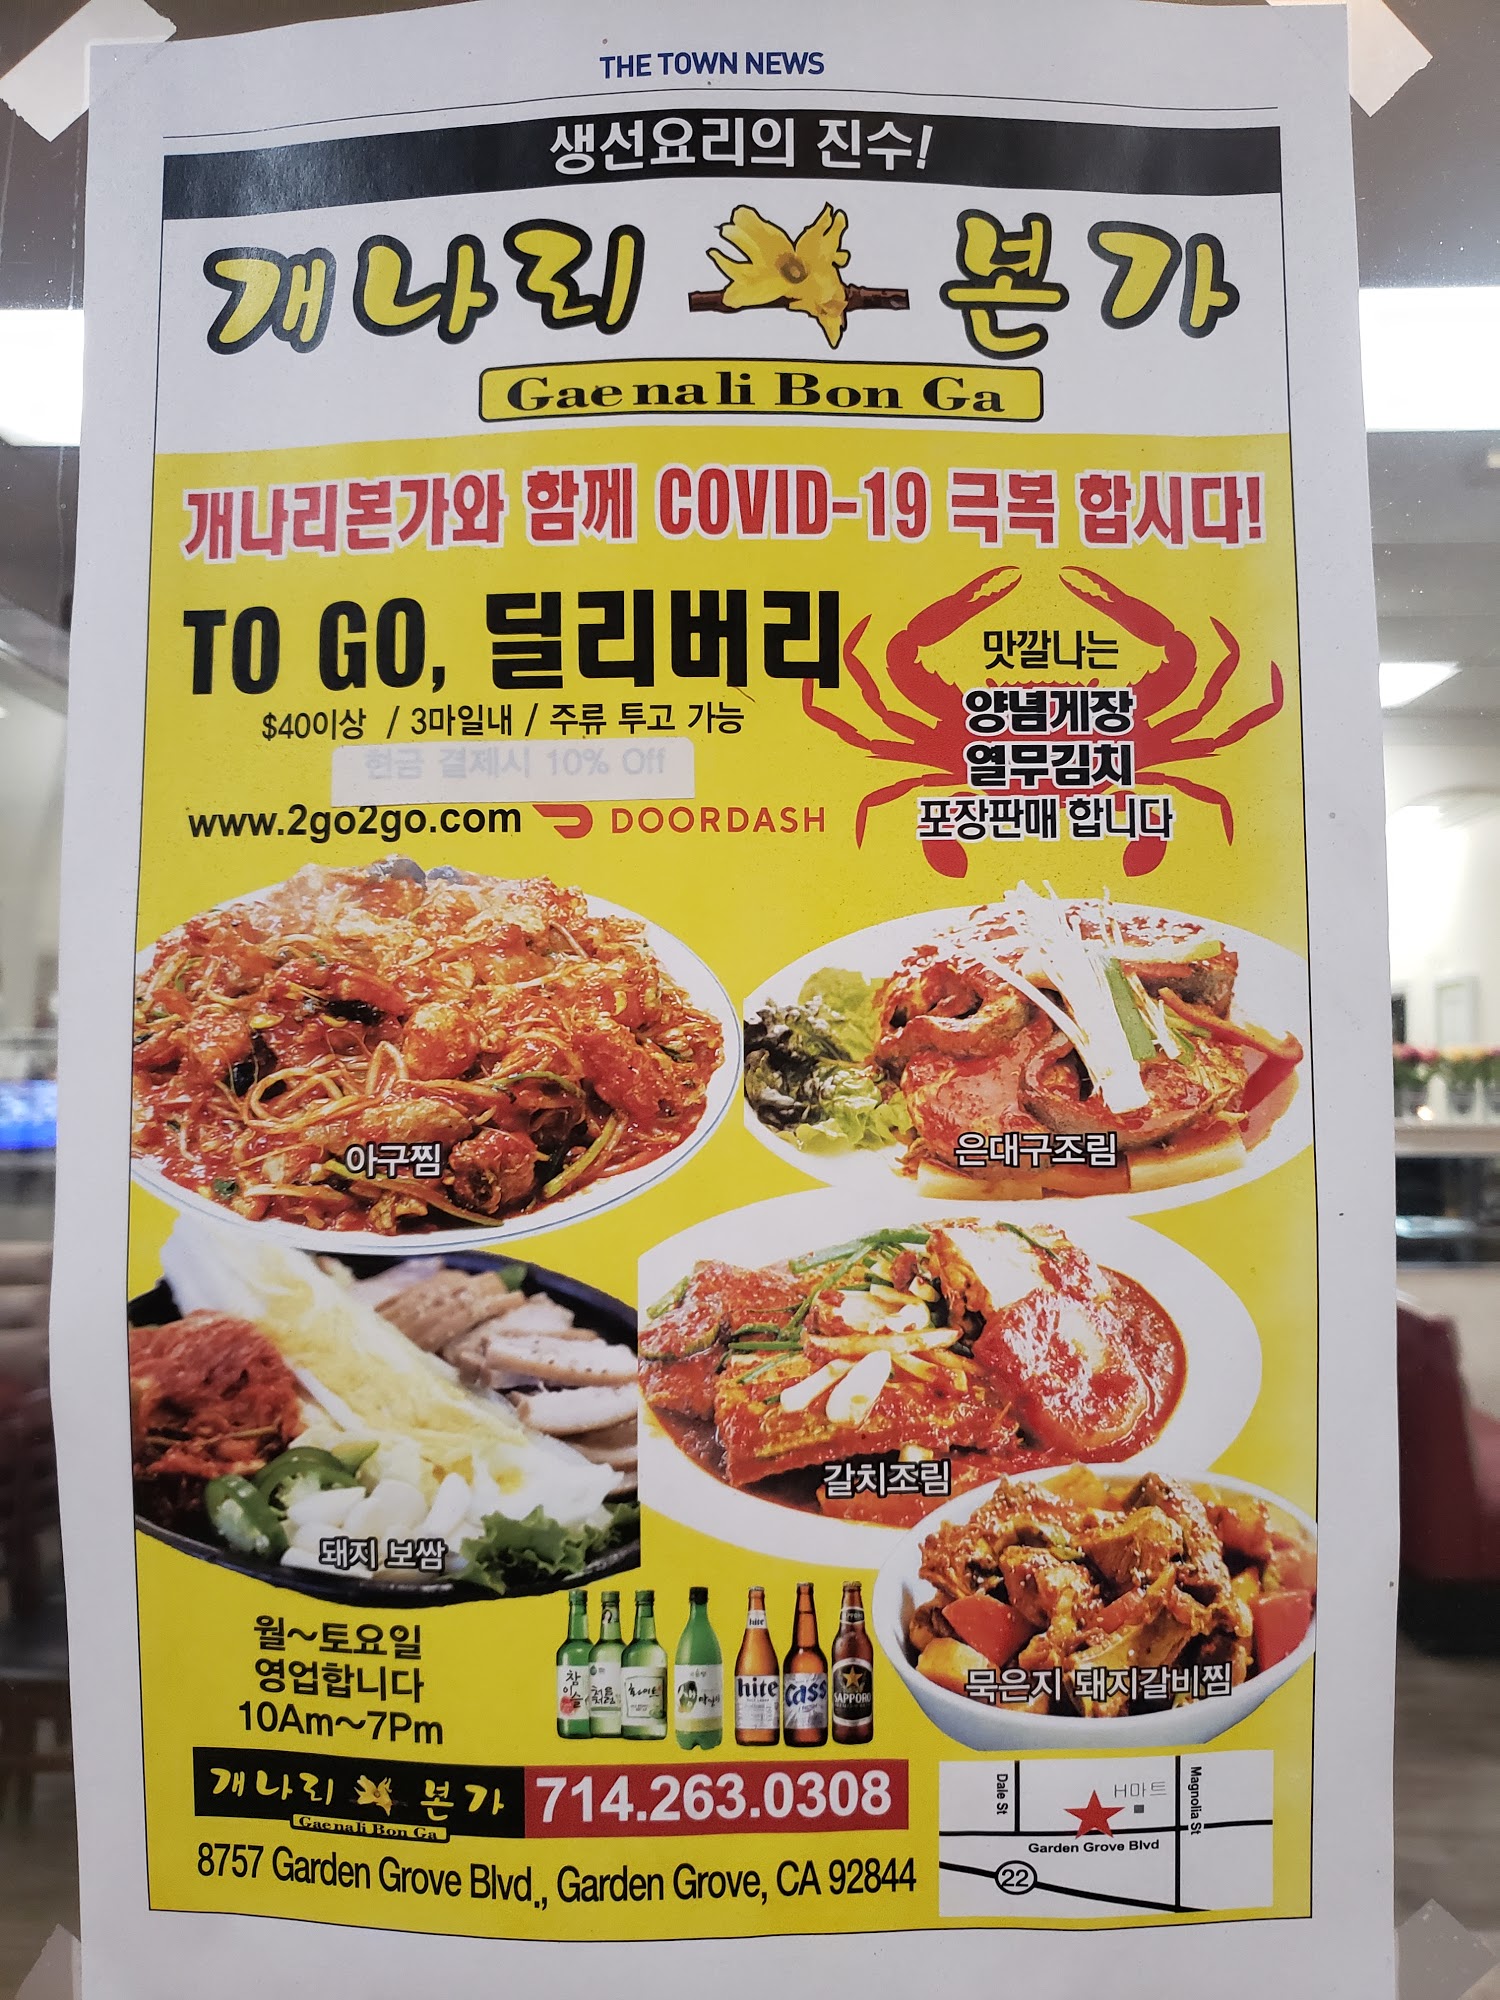 THE TOWN NEWS
생선요리의 진수!
개나리 본가
Gaenali Bon Ga
개나리본가와 함께 COVID-19 극복 합시다!
TO GO, 딜리버리
$40이상 / 3마일내 / 주류 투고 가능
현금 결제시 10% Off
www.2go2go.com DOORDASH
맛깔나는
양념게장
열무김치
포장판매 합니다
아구찜
은대구조림
갈치조림
돼지 보쌈
묵은지 돼지갈비찜
월~토요일
영업합니다
10Am~7Pm
참이슬
처음처럼
hite
Cass
SAPPORO
개나리 본가
Gaenali Bon Ga
714.263.0308
8757 Garden Grove Blvd., Garden Grove, CA 92844
Dale St
H마트
Magnolia St
Garden Grove Blvd
22